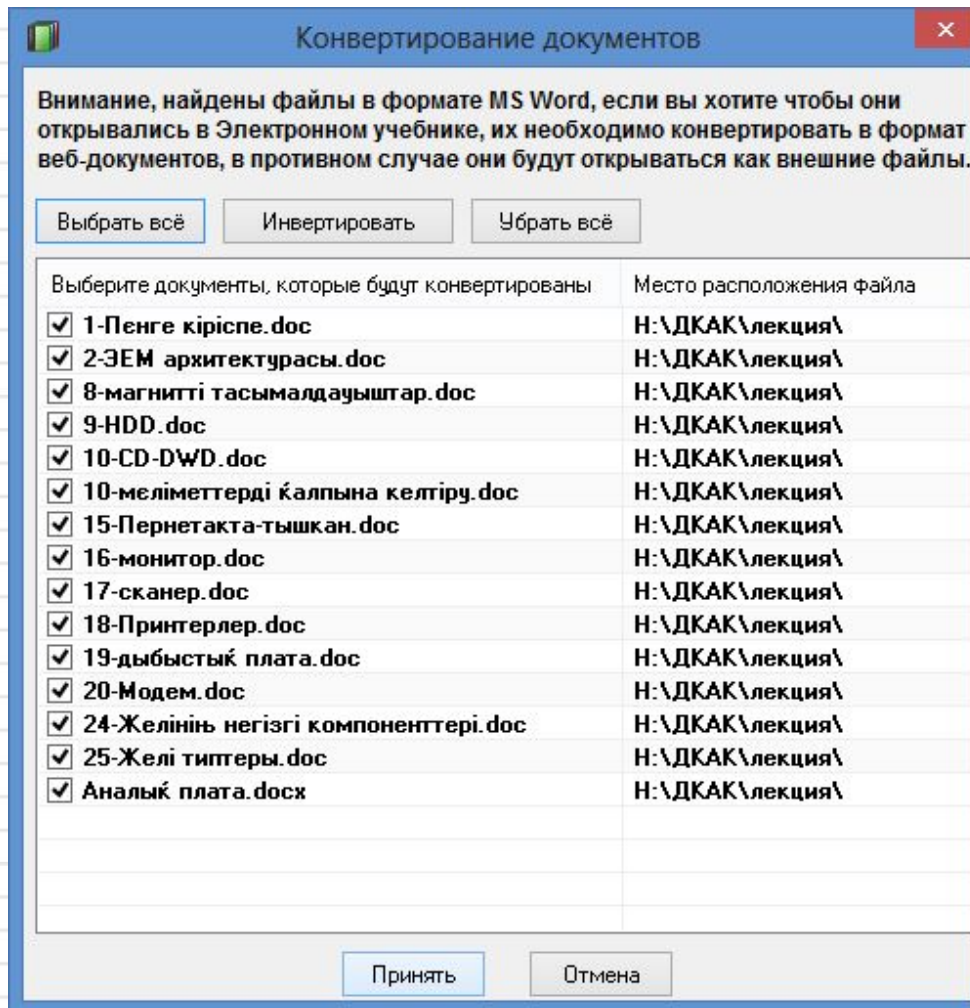 Конвертирование документов
Внимание, найдены файлы в формате MS Word, если вы хотите чтобы они
открывались в Электронном учебнике, их необходимо конвертировать в формат
веб-документов, в противном случае они будут открываться как внешние файлы.
Выбрать всё Инвертировать Убрать всё
Выберите документы, которые будут конвертированы Место расположения файла
1-Пєнге кіріспе.doc H:\ДКАК\лекция\
2-ЭЕМ архитектурасы.doc H:\ДКАК\лекция\
8-магнитті тасымалдауыштар.doc H:\ДКАК\лекция\
9-HDD.doc H:\ДКАК\лекция\
10-CD-DWD.doc H:\ДКАК\лекция\
10-мєліметтерді ќалпына келтіру.doc H:\ДКАК\лекция\
15-Пернетакта-тышкан.doc H:\ДКАК\лекция\
16-монитор.doc H:\ДКАК\лекция\
17-сканер.doc H:\ДКАК\лекция\
18-Принтерлер.doc H:\ДКАК\лекция\
19-дыбыстыќ плата.doc H:\ДКАК\лекция\
20-Модем.doc H:\ДКАК\лекция\
24-Желініњ негізгі компоненттері.doc H:\ДКАК\лекция\
25-Желі типтеры.doc H:\ДКАК\лекция\
Аналыќ плата.docx H:\ДКАК\лекция\
Принять Отмена